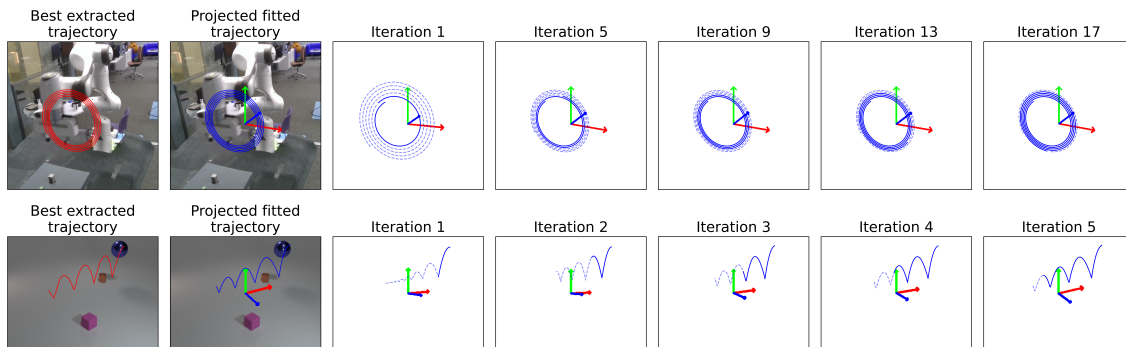 Best extracted
trajectory
Projected fitted
trajectory
Iteration 1
Iteration 5
Iteration 9
Iteration 13
Iteration 17
Best extracted
trajectory
Projected fitted
trajectory
Iteration 1
Iteration 2
Iteration 3
Iteration 4
Iteration 5